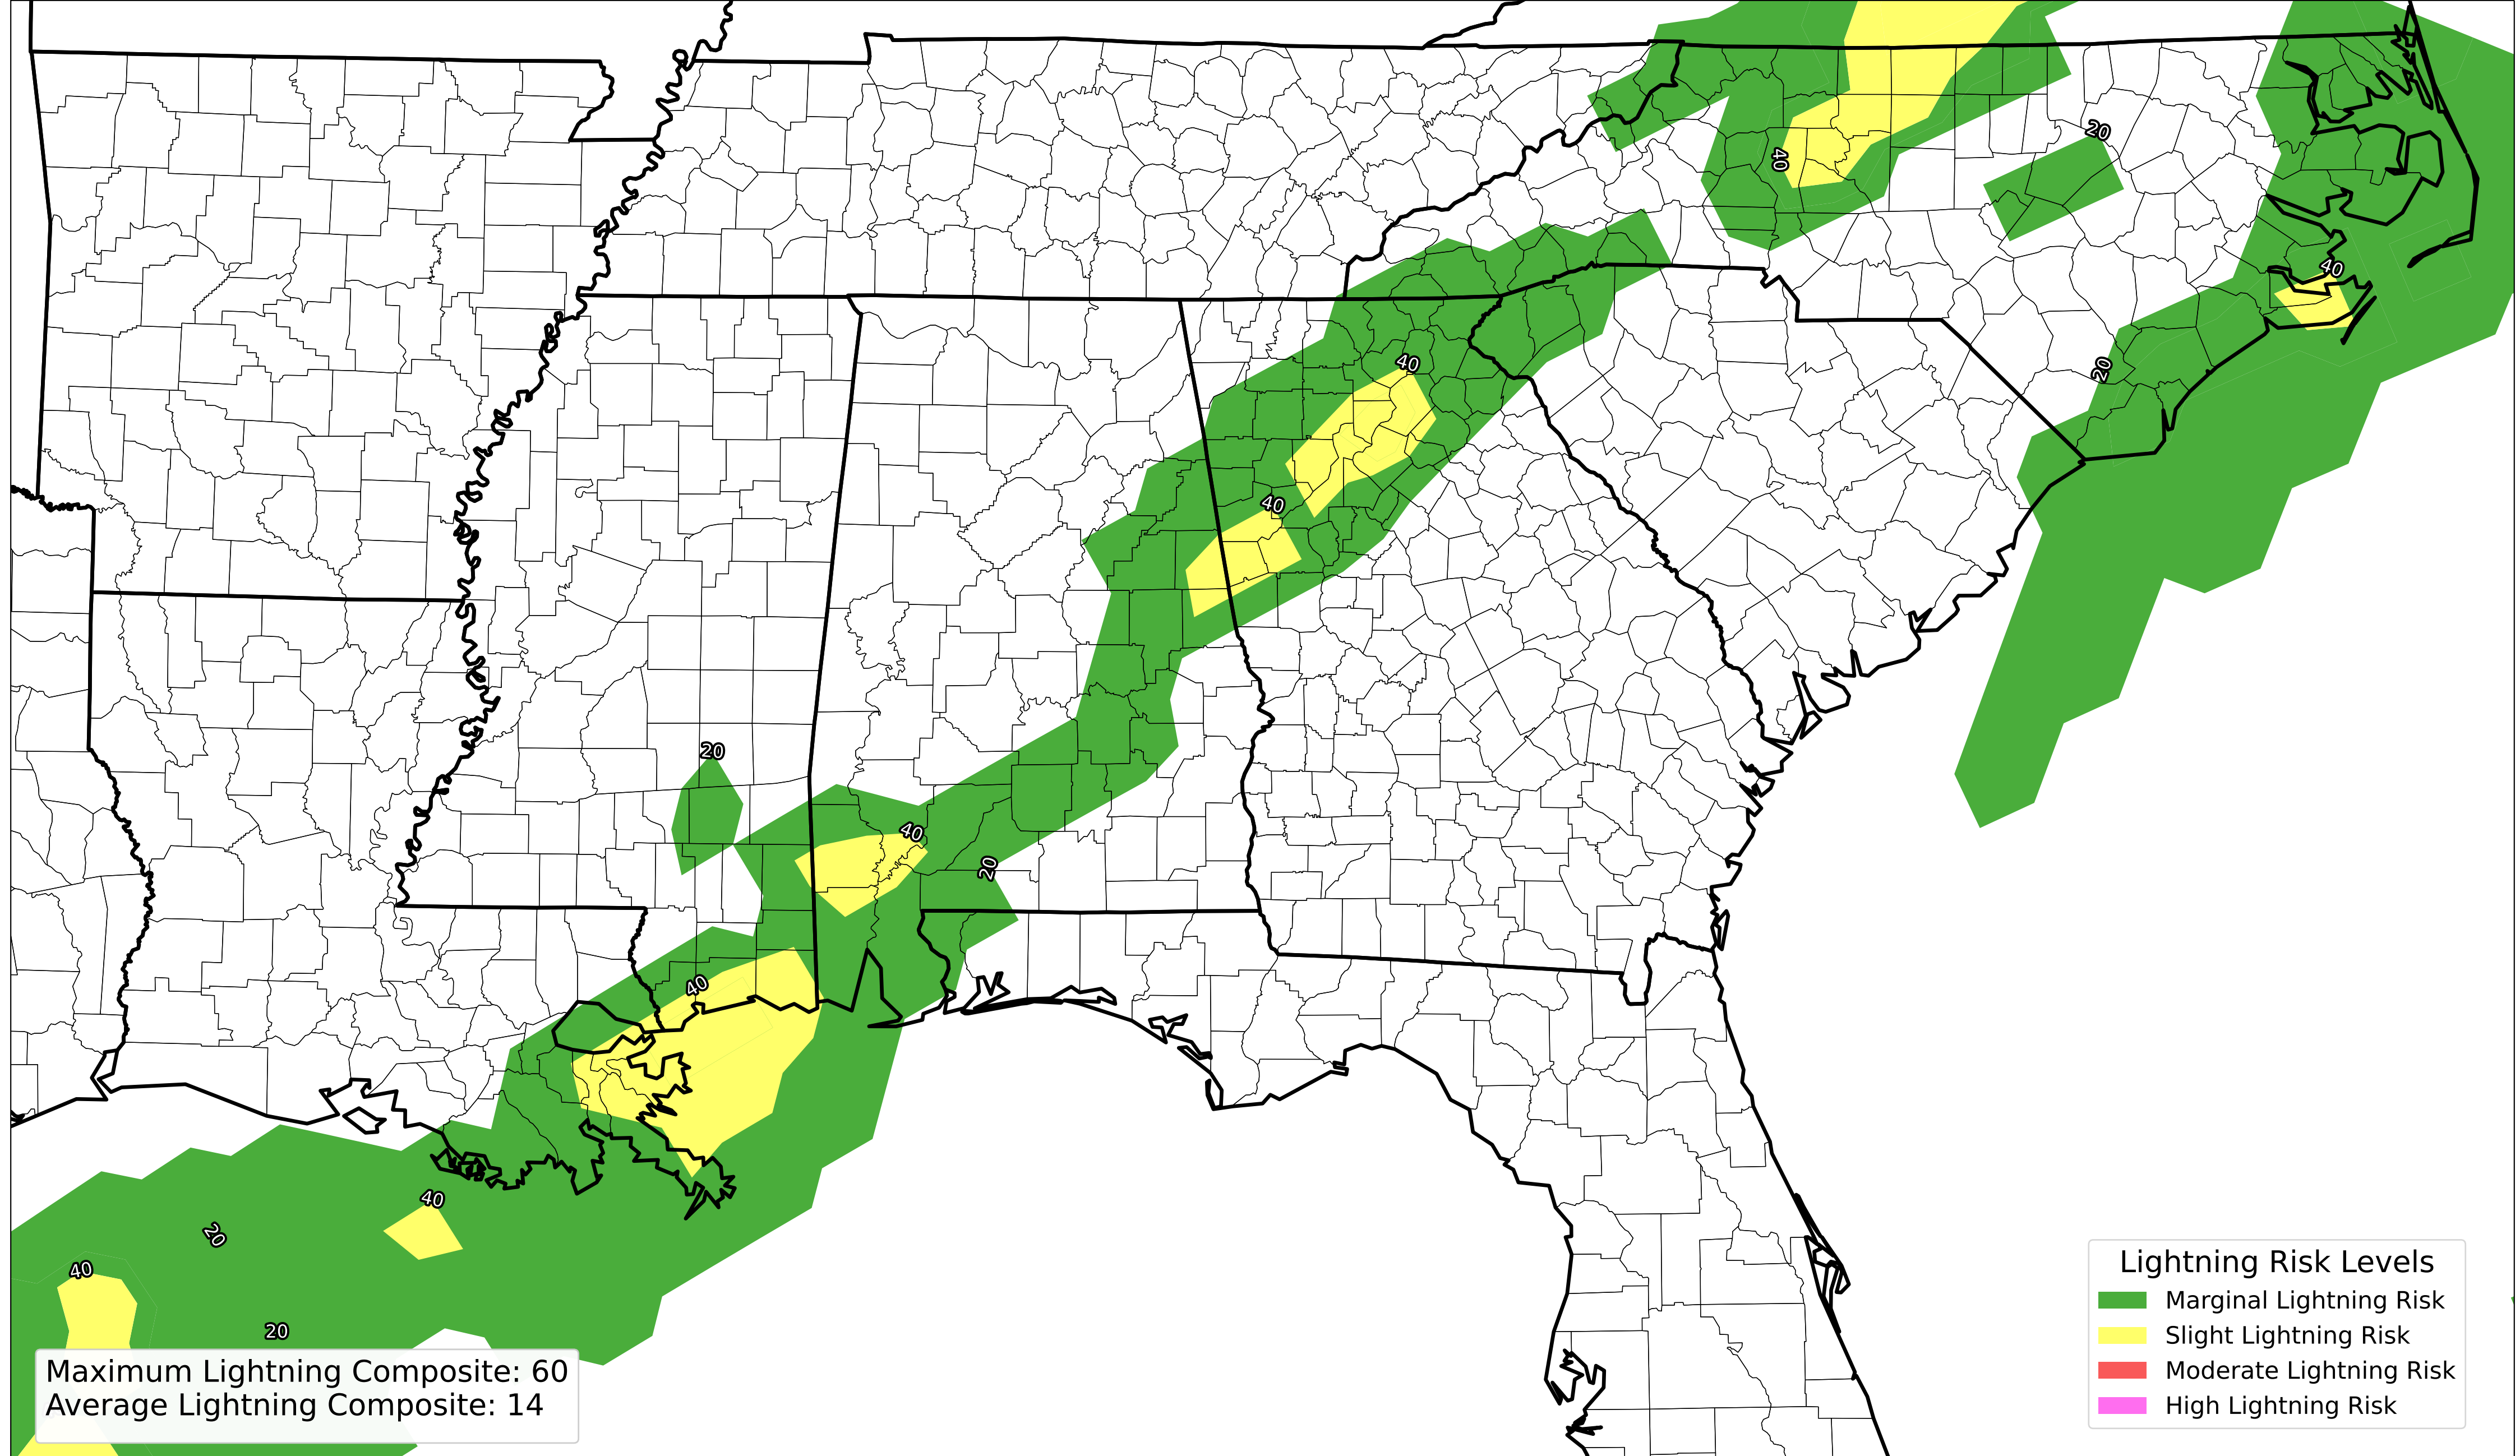 20
40
40
20
40
20
40
20
40
20
40
40
20
40
20
Lightning Risk Levels
Marginal Lightning Risk
Slight Lightning Risk
Moderate Lightning Risk
High Lightning Risk
Maximum Lightning Composite: 60
Average Lightning Composite: 14